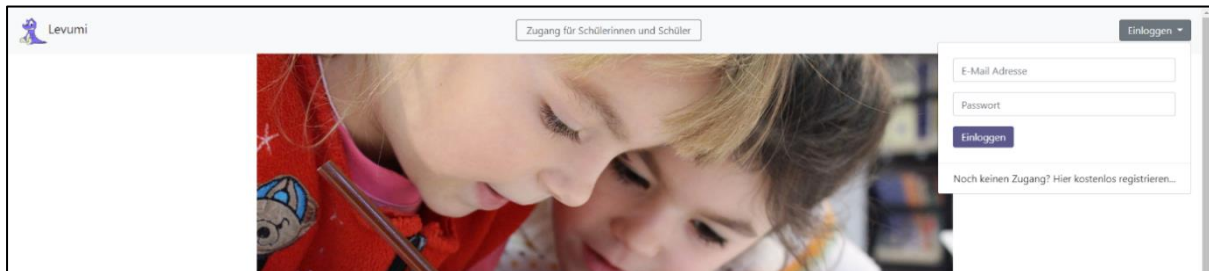 Levumi
Zugang für Schülerinnen und Schüler
Einloggen
E-Mail Adresse
Passwort
Einloggen
Noch keinen Zugang? Hier kostenlos registrieren...